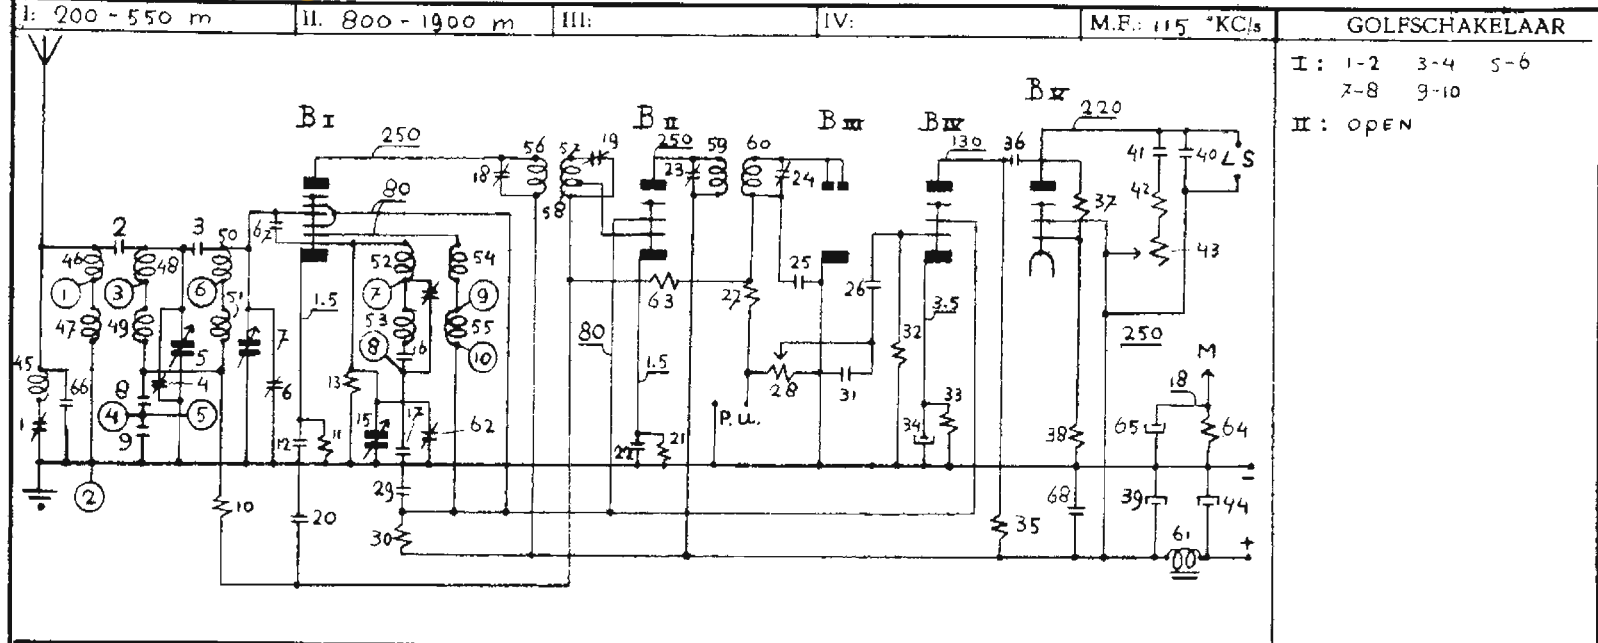 I: 200 - 550 m II. 800 - 1900 m III: IV: M.F.: 115 KC/s GOLFSCHAKELAAR
I: 1-2 3-4 5-6
7-8 9-10
II: OPEN
B I B II B III B IV B V
250 56 57 19 250 59 60 130 36 220
18 58 23 24 41 40 L S
80 42 37
2 3 50 67 43
46 48 52 54 25 26
1 3 6 7 9 63 27 250
47 49 51 53 55 1.5 80 3.5 32
45 5 7 8 16 10 1.5 M
66 8 4 6 13 28 31 33 18
1 4 5 15 17 62 P.U. 34 65 64
9 12 11 22 21 38 -
2 10 20 29 68 39 44
30 35 61 +